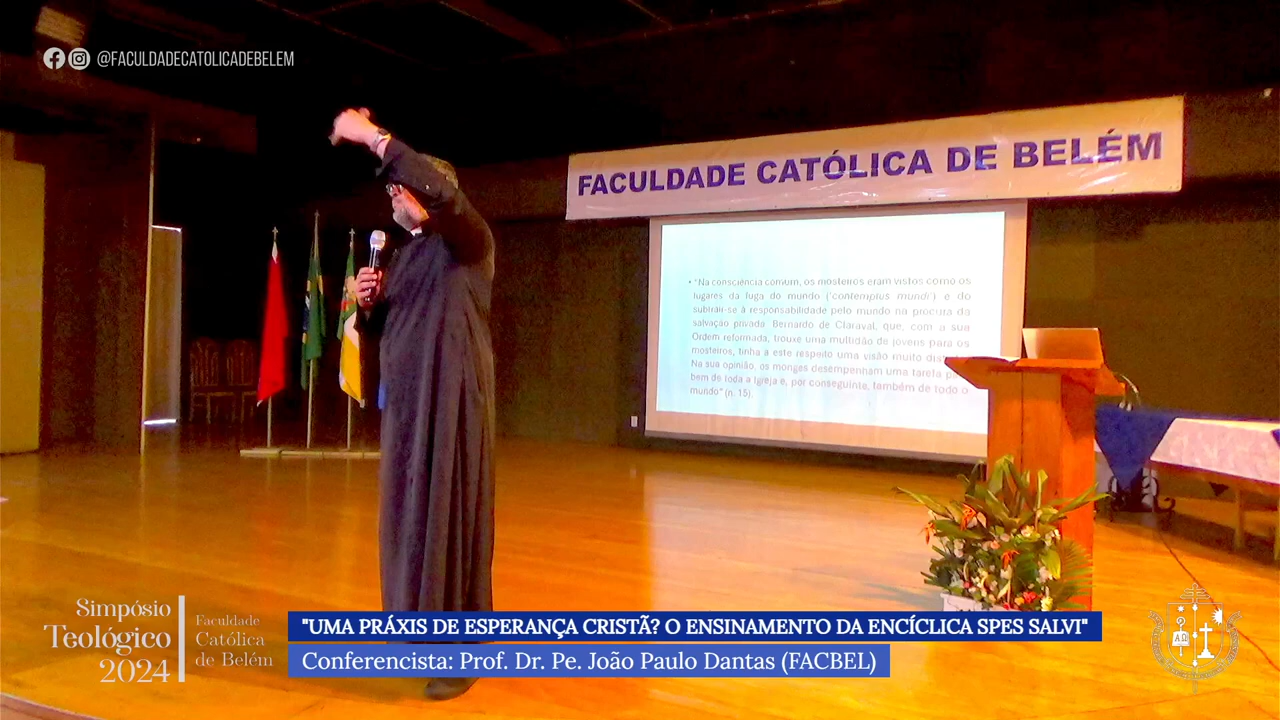 @FACULDADECATOLICADEBELEM
FACULDADE CATÓLICA DE BELÉM
• "Na consciência comum, os mosteiros eram vistos como os
lugares da fuga do mundo ('contemptus mundi') e do
subtrair-se à responsabilidade pelo mundo na procura da
salvação privada. Bernardo de Claraval, que, com a sua
Ordem reformada, trouxe uma multidão de jovens para os
mosteiros, tinha a este respeito uma visão muito
Na sua opinião, os monges desempenham uma tarefa
bem de toda a Igreja e, por conseguinte, também de todo o
mundo" (n. 15).
Simpósio
Teológico
2024
Faculdade
Católica
de Belém
"UMA PRÁXIS DE ESPERANÇA CRISTÃ? O ENSINAMENTO DA ENCÍCLICA SPES SALVI"
Conferencista: Prof. Dr. Pe. João Paulo Dantas (FACBEL)